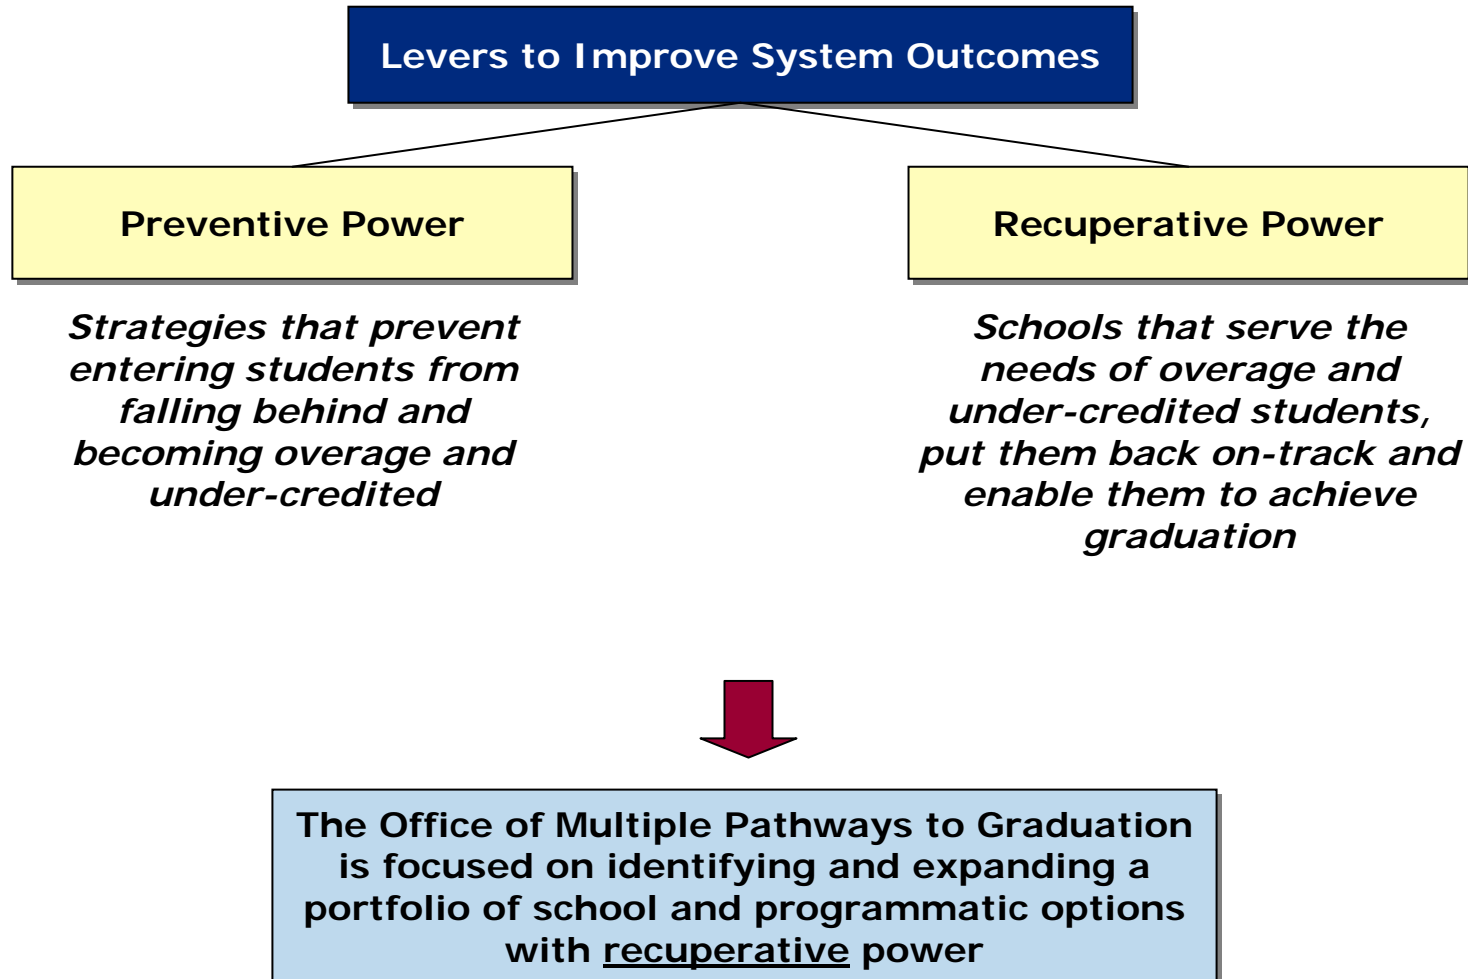 Levers to Improve System Outcomes
Preventive Power
Recuperative Power
Strategies that prevent
entering students from
falling behind and
becoming overage and
under-credited
Schools that serve the
needs of overage and
under-credited students,
put them back on-track and
enable them to achieve
graduation
The Office of Multiple Pathways to Graduation
is focused on identifying and expanding a
portfolio of school and programmatic options
with recuperative power